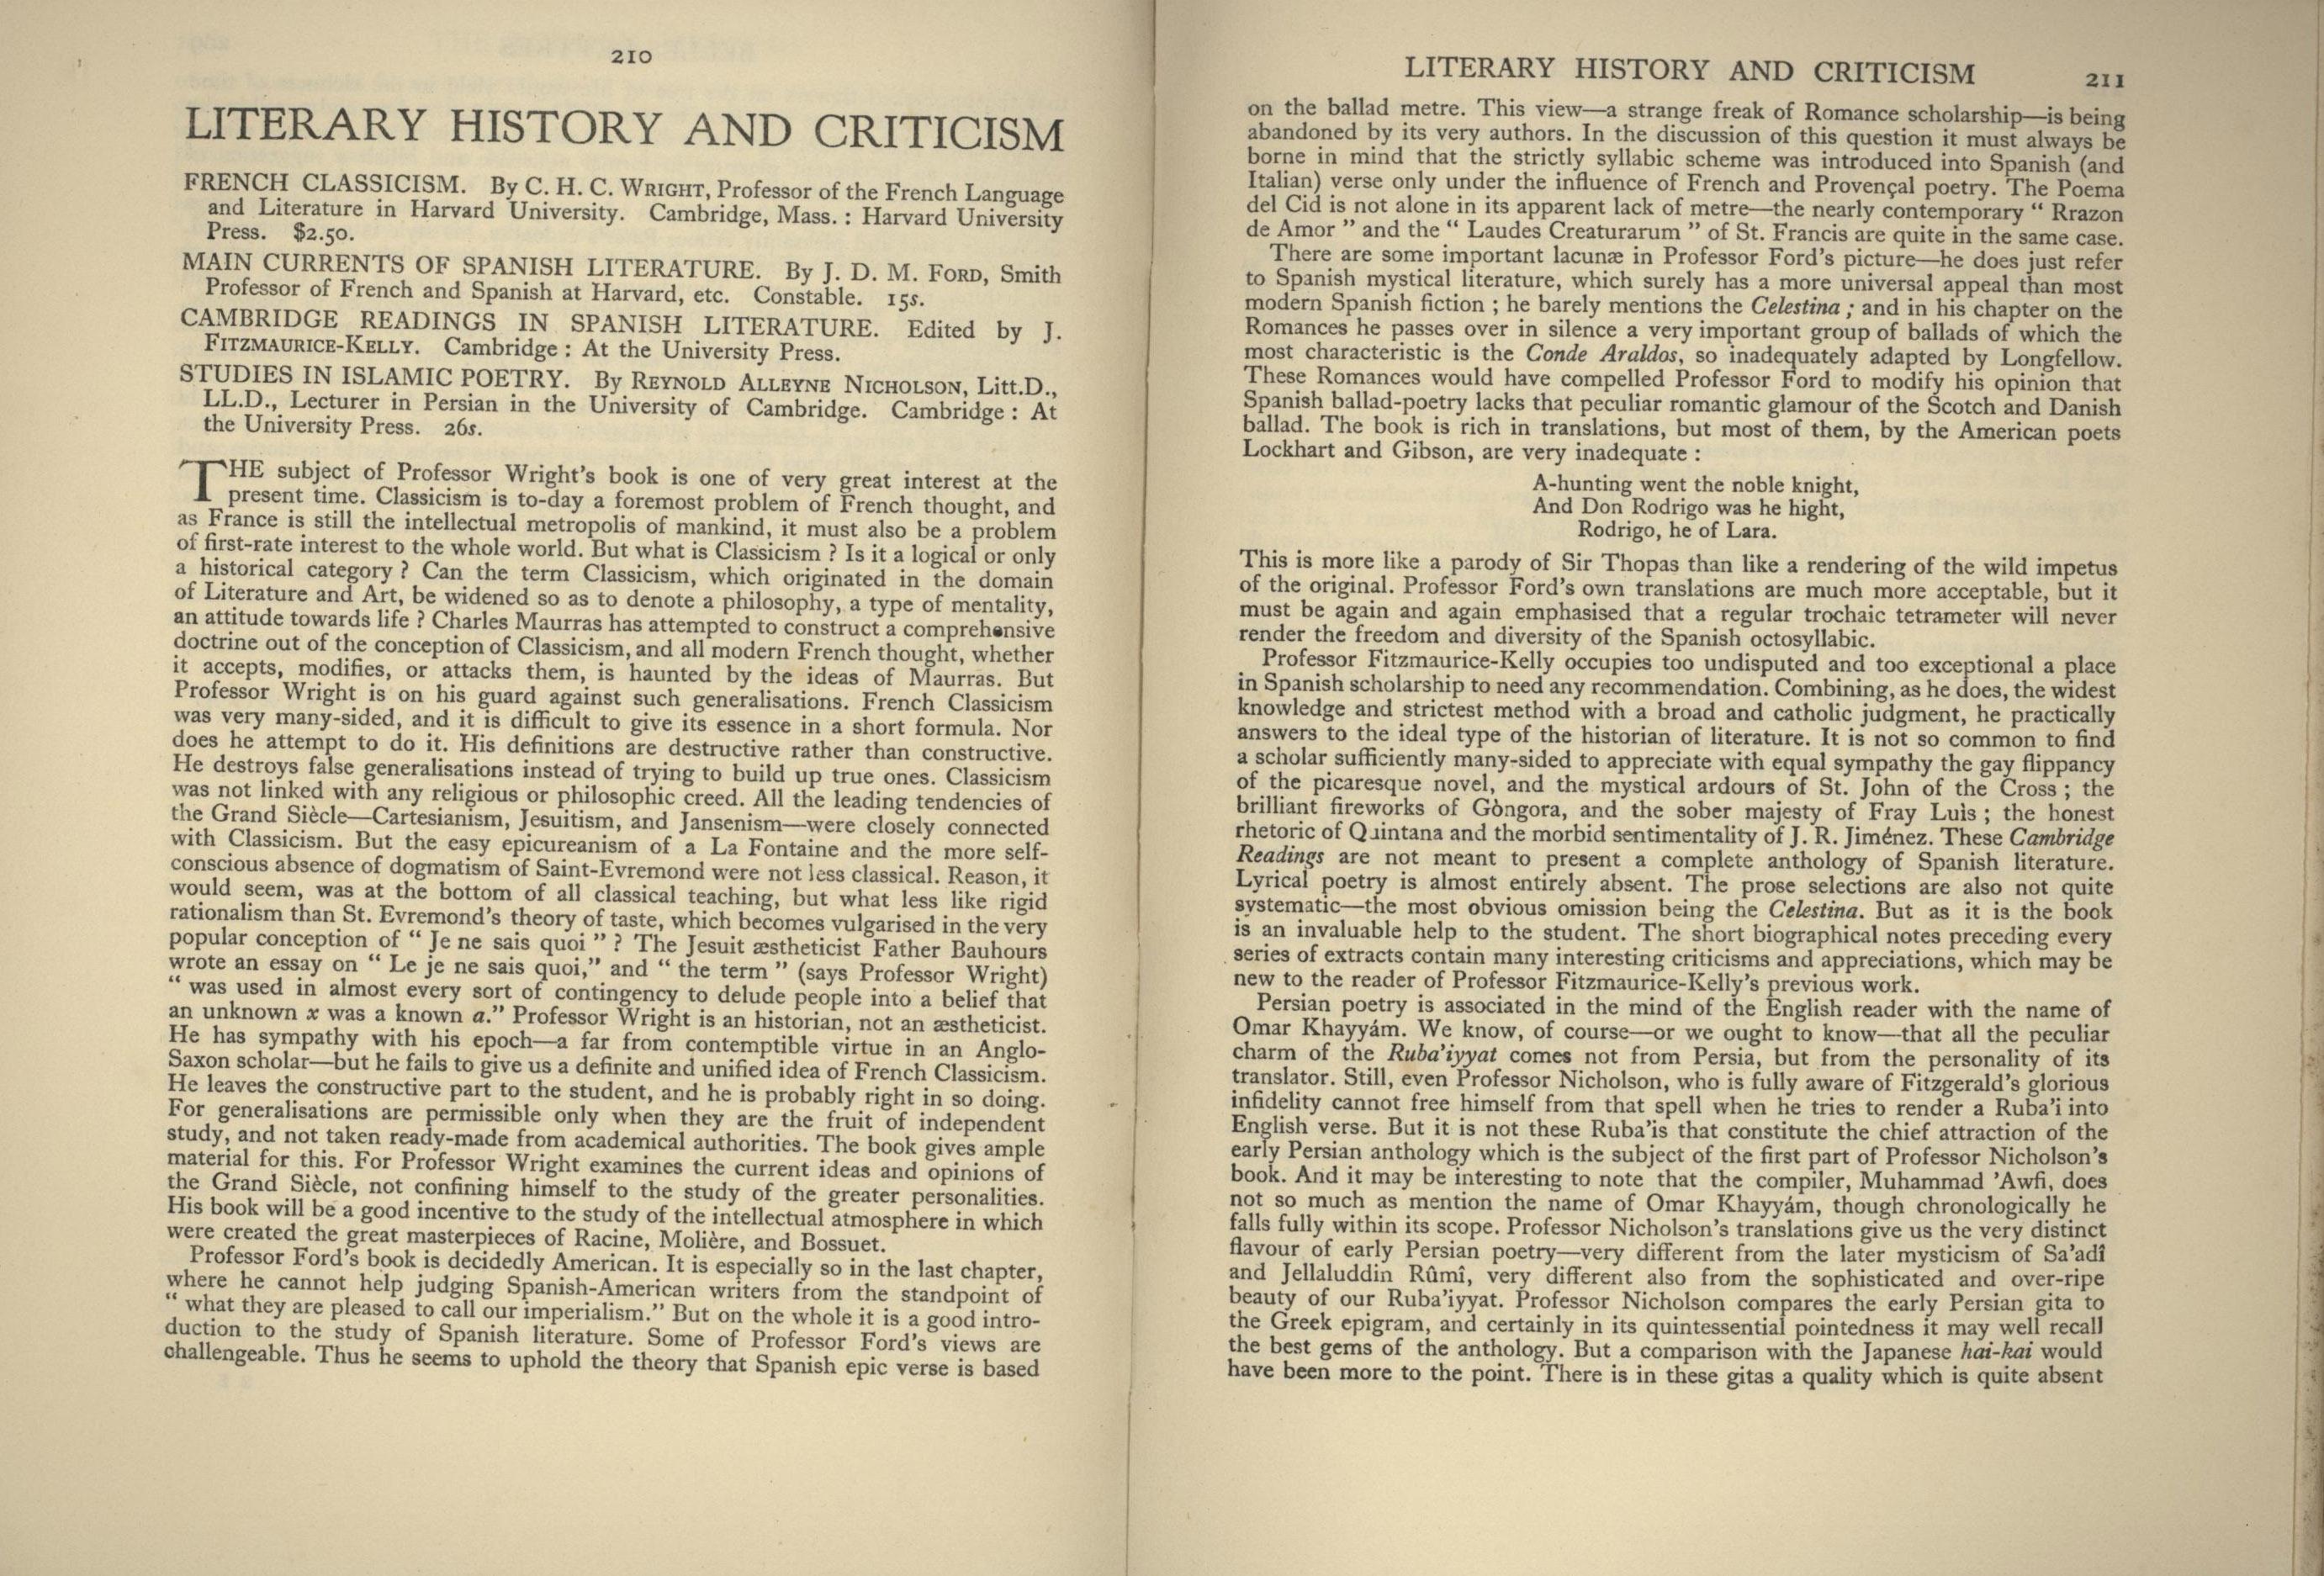 210
LITERARY HISTORY AND CRITICISM
FRENCH CLASSICISM. By C. H. C. WRIGHT, Professor of the French Language
and Literature in Harvard University. Cambridge, Mass. : Harvard University
Press. $2.50.
MAIN CURRENTS OF SPANISH LITERATURE. By J. D. M. FORD, Smith
Professor of French and Spanish at Harvard, etc. Constable. 15s.
CAMBRIDGE READINGS IN SPANISH LITERATURE. Edited by J.
FITZMAURICE-KELLY. Cambridge : At the University Press.
STUDIES IN ISLAMIC POETRY. By REYNOLD ALLEYNE NICHOLSON, Litt.D.,
LL.D., Lecturer in Persian in the University of Cambridge. Cambridge : At
the University Press. 26s.
THE subject of Professor Wright's book is one of very great interest at the
present time. Classicism is to-day a foremost problem of French thought, and
as France is still the intellectual metropolis of mankind, it must also be a problem
of first-rate interest to the whole world. But what is Classicism ? Is it a logical or only
a historical category ? Can the term Classicism, which originated in the domain
of Literature and Art, be widened so as to denote a philosophy, a type of mentality,
an attitude towards life ? Charles Maurras has attempted to construct a comprehensive
doctrine out of the conception of Classicism, and all modern French thought, whether
it accepts, modifies, or attacks them, is haunted by the ideas of Maurras. But
Professor Wright is on his guard against such generalisations. French Classicism
was very many-sided, and it is difficult to give its essence in a short formula. Nor
does he attempt to do it. His definitions are destructive rather than constructive.
He destroys false generalisations instead of trying to build up true ones. Classicism
was not linked with any religious or philosophic creed. All the leading tendencies of
the Grand Siècle—Cartesianism, Jesuitism, and Jansenism—were closely connected
with Classicism. But the easy epicureanism of a La Fontaine and the more self-
conscious absence of dogmatism of Saint-Evremond were not less classical. Reason, it
would seem, was at the bottom of all classical teaching, but what less like rigid
rationalism than St. Evremond's theory of taste, which becomes vulgarised in the very
popular conception of " Je ne sais quoi " ? The Jesuit æstheticist Father Bauhours
wrote an essay on " Le je ne sais quoi," and " the term " (says Professor Wright)
" was used in almost every sort of contingency to delude people into a belief that
an unknown x was a known a." Professor Wright is an historian, not an æstheticist.
He has sympathy with his epoch—a far from contemptible virtue in an Anglo-
Saxon scholar—but he fails to give us a definite and unified idea of French Classicism.
He leaves the constructive part to the student, and he is probably right in so doing.
For generalisations are permissible only when they are the fruit of independent
study, and not taken ready-made from academical authorities. The book gives ample
material for this. For Professor Wright examines the current ideas and opinions of
the Grand Siècle, not confining himself to the study of the greater personalities.
His book will be a good incentive to the study of the intellectual atmosphere in which
were created the great masterpieces of Racine, Molière, and Bossuet.
Professor Ford's book is decidedly American. It is especially so in the last chapter,
where he cannot help judging Spanish-American writers from the standpoint of
" what they are pleased to call our imperialism." But on the whole it is a good intro-
duction to the study of Spanish literature. Some of Professor Ford's views are
challengeable. Thus he seems to uphold the theory that Spanish epic verse is based
LITERARY HISTORY AND CRITICISM 211
on the ballad metre. This view—a strange freak of Romance scholarship—is being
abandoned by its very authors. In the discussion of this question it must always be
borne in mind that the strictly syllabic scheme was introduced into Spanish (and
Italian) verse only under the influence of French and Provençal poetry. The Poema
del Cid is not alone in its apparent lack of metre—the nearly contemporary " Rrazon
de Amor " and the " Laudes Creaturarum " of St. Francis are quite in the same case.
There are some important lacunæ in Professor Ford's picture—he does just refer
to Spanish mystical literature, which surely has a more universal appeal than most
modern Spanish fiction ; he barely mentions the Celestina ; and in his chapter on the
Romances he passes over in silence a very important group of ballads of which the
most characteristic is the Conde Araldos, so inadequately adapted by Longfellow.
These Romances would have compelled Professor Ford to modify his opinion that
Spanish ballad-poetry lacks that peculiar romantic glamour of the Scotch and Danish
ballad. The book is rich in translations, but most of them, by the American poets
Lockhart and Gibson, are very inadequate :
A-hunting went the noble knight,
And Don Rodrigo was he hight,
Rodrigo, he of Lara.
This is more like a parody of Sir Thopas than like a rendering of the wild impetus
of the original. Professor Ford's own translations are much more acceptable, but it
must be again and again emphasised that a regular trochaic tetrameter will never
render the freedom and diversity of the Spanish octosyllabic.
Professor Fitzmaurice-Kelly occupies too undisputed and too exceptional a place
in Spanish scholarship to need any recommendation. Combining, as he does, the widest
knowledge and strictest method with a broad and catholic judgment, he practically
answers to the ideal type of the historian of literature. It is not so common to find
a scholar sufficiently many-sided to appreciate with equal sympathy the gay flippancy
of the picaresque novel, and the mystical ardours of St. John of the Cross ; the
brilliant fireworks of Gòngora, and the sober majesty of Fray Luìs ; the honest
rhetoric of Quintana and the morbid sentimentality of J. R. Jiménez. These Cambridge
Readings are not meant to present a complete anthology of Spanish literature.
Lyrical poetry is almost entirely absent. The prose selections are also not quite
systematic—the most obvious omission being the Celestina. But as it is the book
is an invaluable help to the student. The short biographical notes preceding every
series of extracts contain many interesting criticisms and appreciations, which may be
new to the reader of Professor Fitzmaurice-Kelly's previous work.
Persian poetry is associated in the mind of the English reader with the name of
Omar Khayyám. We know, of course—or we ought to know—that all the peculiar
charm of the Ruba'iyyat comes not from Persia, but from the personality of its
translator. Still, even Professor Nicholson, who is fully aware of Fitzgerald's glorious
infidelity cannot free himself from that spell when he tries to render a Ruba'i into
English verse. But it is not these Ruba'is that constitute the chief attraction of the
early Persian anthology which is the subject of the first part of Professor Nicholson's
book. And it may be interesting to note that the compiler, Muhammad 'Awfi, does
not so much as mention the name of Omar Khayyám, though chronologically he
falls fully within its scope. Professor Nicholson's translations give us the very distinct
flavour of early Persian poetry—very different from the later mysticism of Sa'adî
and Jellaluddin Rûmî, very different also from the sophisticated and over-ripe
beauty of our Ruba'iyyat. Professor Nicholson compares the early Persian gita to
the Greek epigram, and certainly in its quintessential pointedness it may well recall
the best gems of the anthology. But a comparison with the Japanese hai-kai would
have been more to the point. There is in these gitas a quality which is quite absent